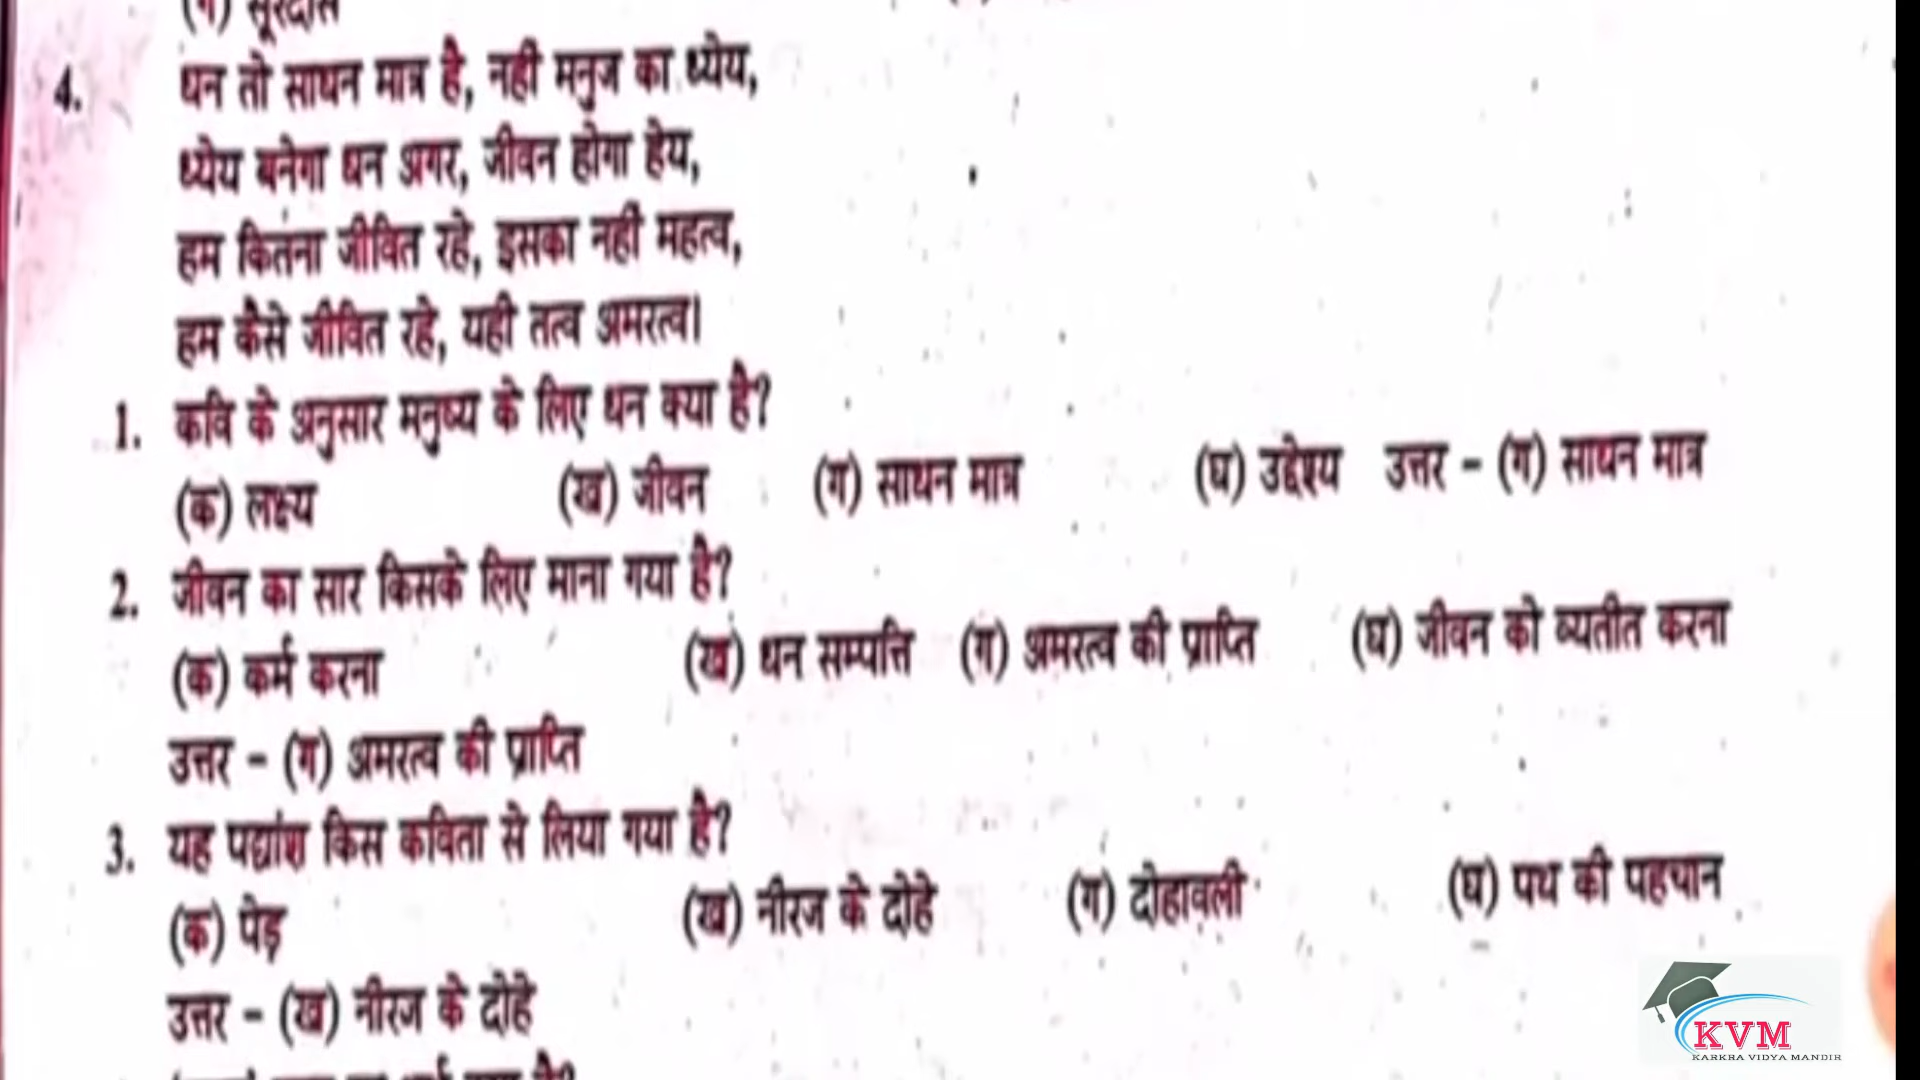 (ग) सूरदास
4. धन तो साधन मात्र है, नही मनुज का ध्येय,
ध्येय बनेगा धन अगर, जीवन होगा हेय,
हम कितना जीवित रहे, इसका नही महत्व,
हम कैसे जीवित रहे, यही तत्व अमरत्व।
1. कवि के अनुसार मनुष्य के लिए धन क्या है?
(क) लक्ष्य (ख) जीवन (ग) साधन मात्र (घ) उद्देश्य उत्तर - (ग) साधन मात्र
2. जीवन का सार किसके लिए माना गया है?
(क) कर्म करना (ख) धन सम्पत्ति (ग) अमरत्व की प्राप्ति (घ) जीवन को व्यतीत करना
उत्तर - (ग) अमरत्व की प्राप्ति
3. यह पद्यांश किस कविता से लिया गया है?
(क) पेड़ (ख) नीरज के दोहे (ग) दोहावली (घ) पथ की पहचान
उत्तर - (ख) नीरज के दोहे
KVM
KARKRA VIDYA MANDIR